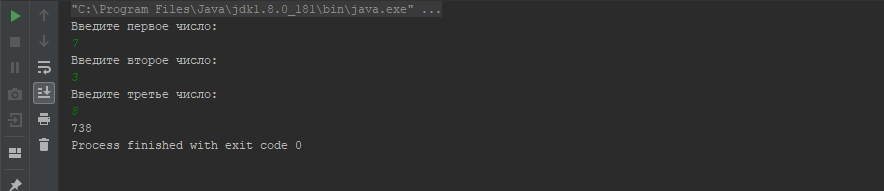 "C:\Program Files\Java\jdk1.8.0_181\bin\java.exe" ...
Введите первое число:
7
Введите второе число:
3
Введите третье число:
8
738
Process finished with exit code 0